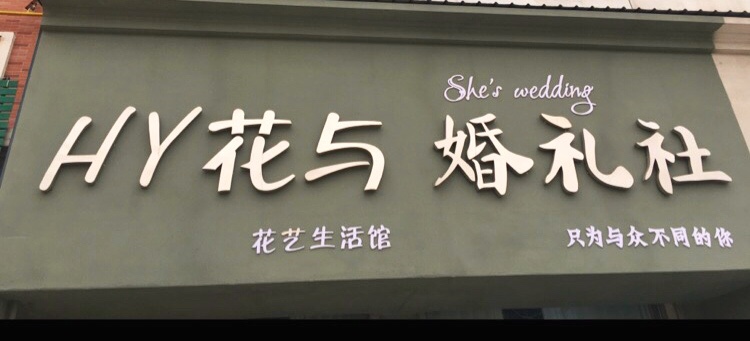 She's wedding
HY花与 婚礼社
花艺生活馆
只为与众不同的你